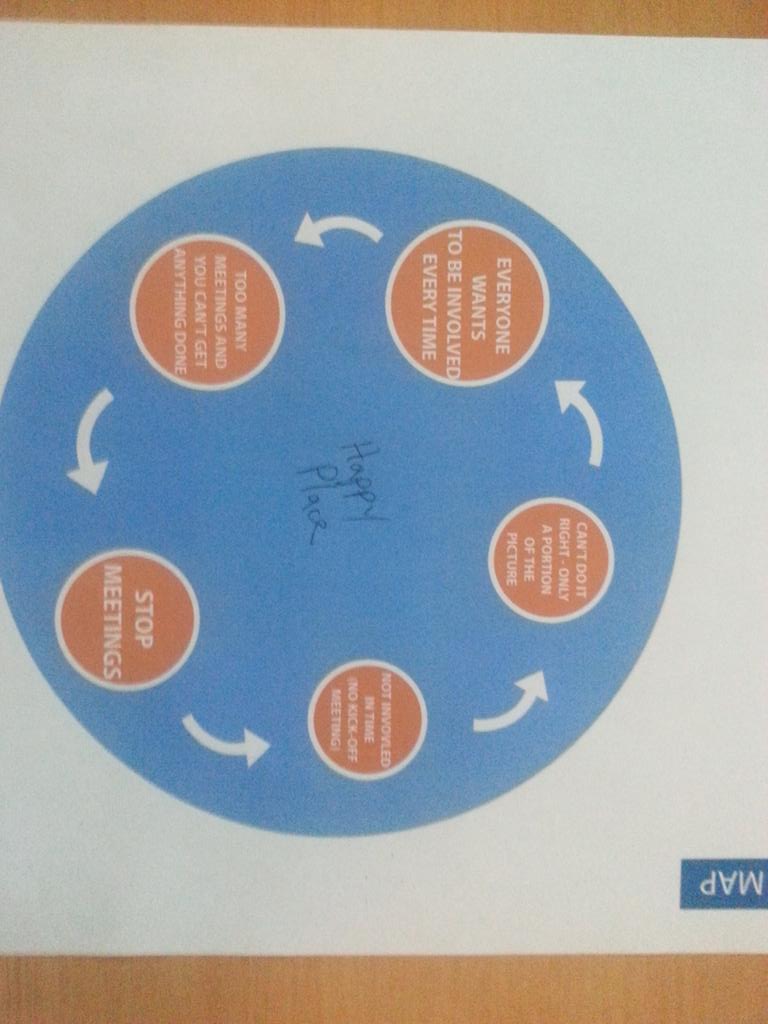 MAP
EVERYONE
WANTS
TO BE INVOLVED
EVERY TIME
TOO MANY
MEETINGS AND
YOU CAN'T GET
ANYTHING DONE
STOP
MEETINGS
NOT INVOVLED
IN TIME
(NO KICK-OFF
MEETING)
CAN'T DO IT
RIGHT - ONLY
A PORTION
OF THE
PICTURE
Happy
Place